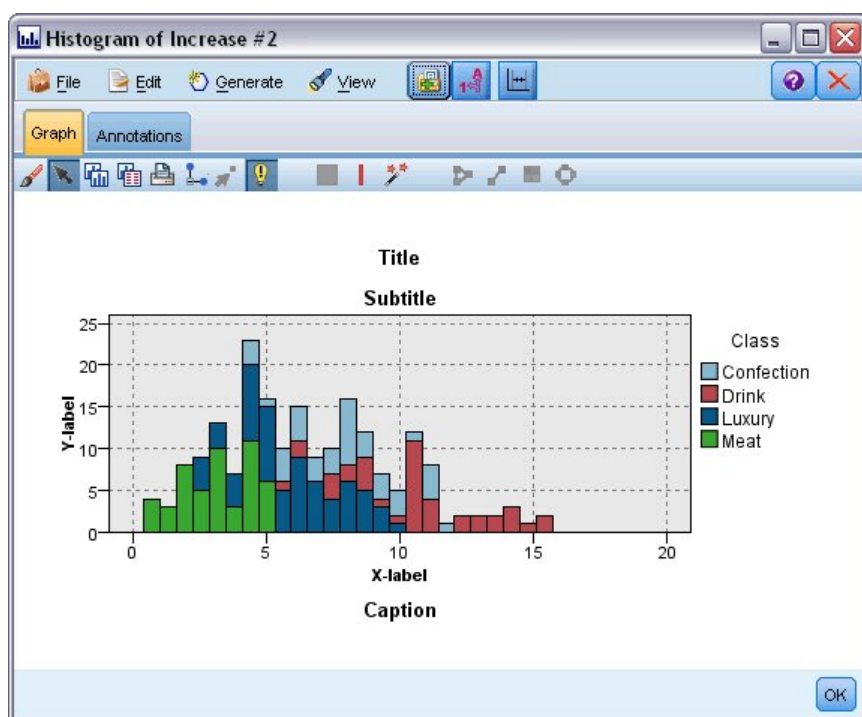 Histogram of Increase #2
File Edit Generate View
Graph Annotations
Title
Subtitle
25
20
15
10
5
0
Y-label
0 5 10 15 20
X-label
Caption
Class
Confection
Drink
Luxury
Meat
OK